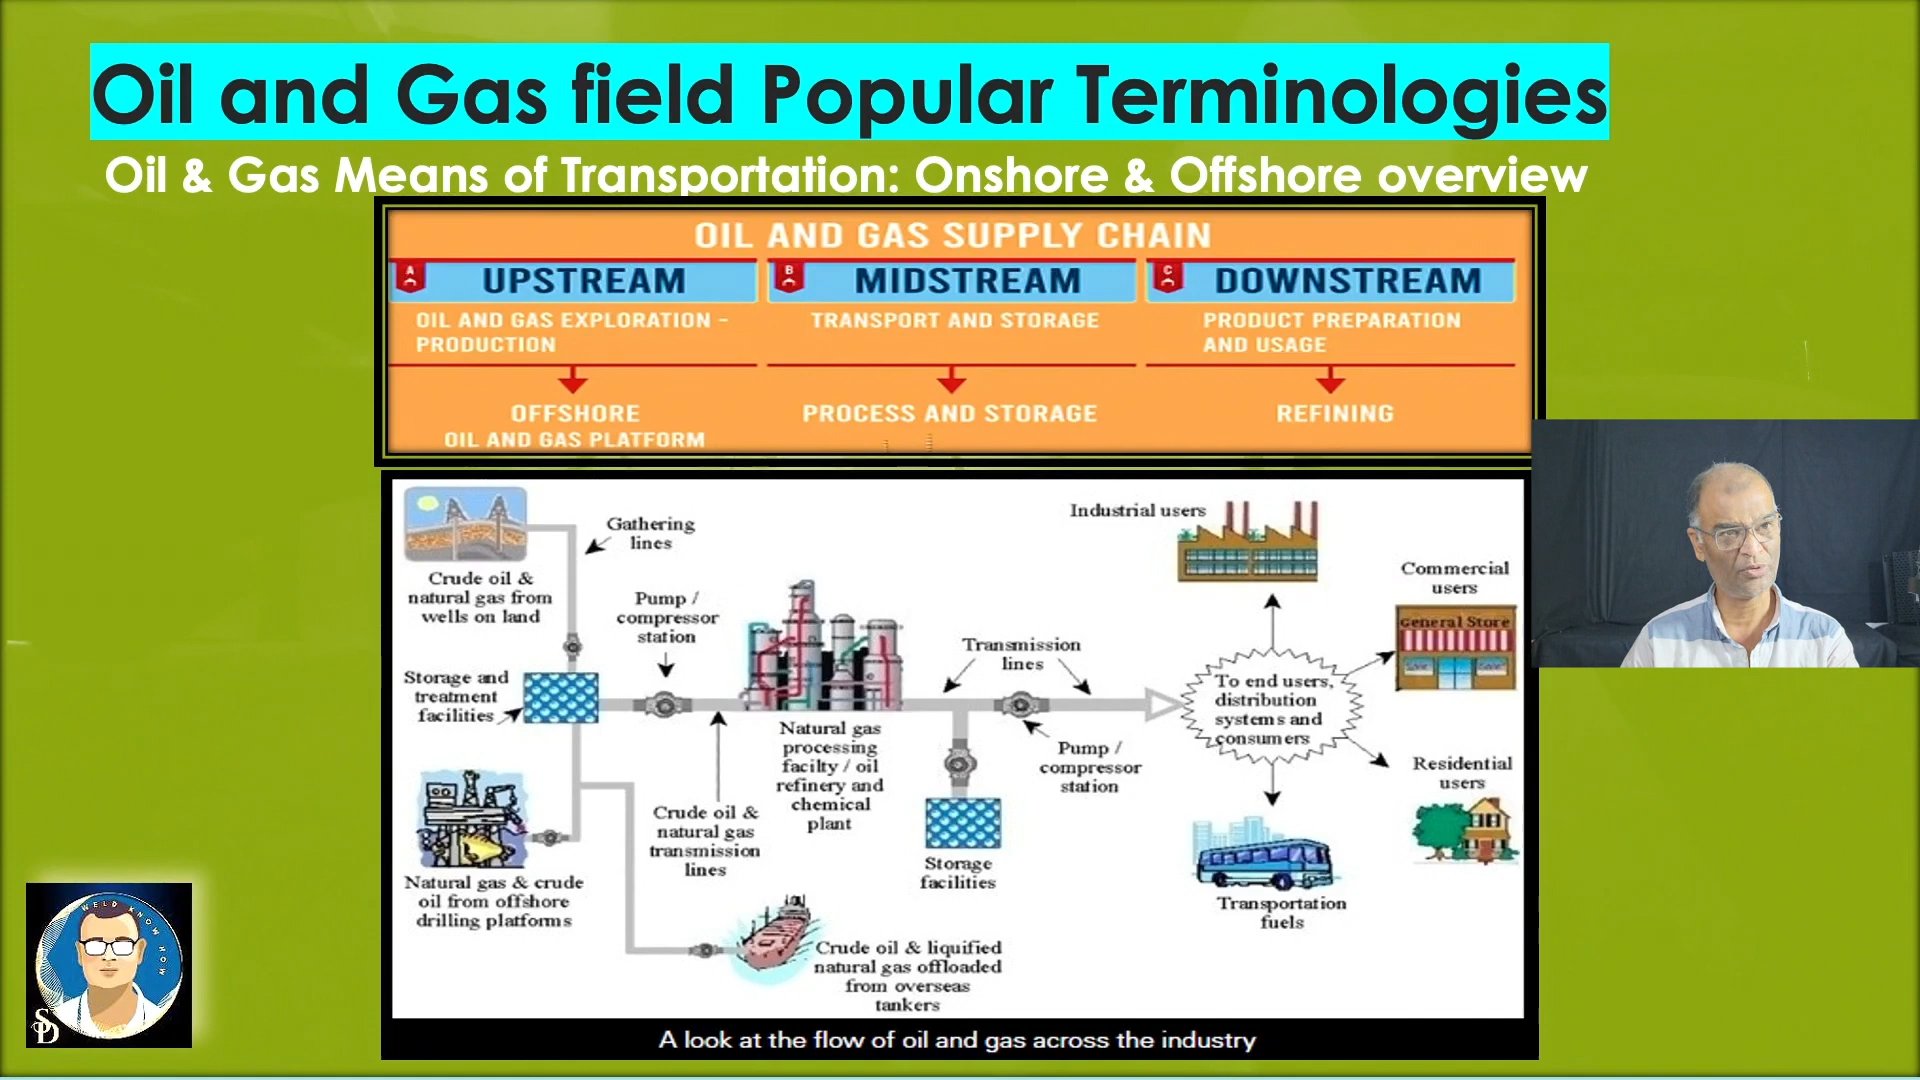 Oil and Gas field Popular Terminologies
Oil & Gas Means of Transportation: Onshore & Offshore overview
OIL AND GAS SUPPLY CHAIN
A
UPSTREAM
B
MIDSTREAM
C
DOWNSTREAM
OIL AND GAS EXPLORATION -
PRODUCTION
TRANSPORT AND STORAGE
PRODUCT PREPARATION
AND USAGE
OFFSHORE
OIL AND GAS PLATFORM
PROCESS AND STORAGE
REFINING
Gathering
lines
Crude oil &
natural gas from
wells on land
Pump /
compressor
station
Storage and
treatment
facilities
Natural gas & crude
oil from offshore
drilling platforms
Crude oil &
natural gas
transmission
lines
Natural gas
processing
facilty / oil
refinery and
chemical
plant
Transmission
lines
Pump /
compressor
station
Storage
facilities
Crude oil & liquified
natural gas offloaded
from overseas
tankers
Industrial users
Commercial
users
General Store
To end users,
distribution
systems and
consumers
Residential
users
Transportation
fuels
A look at the flow of oil and gas across the industry
WELD KNOW HOW
SD